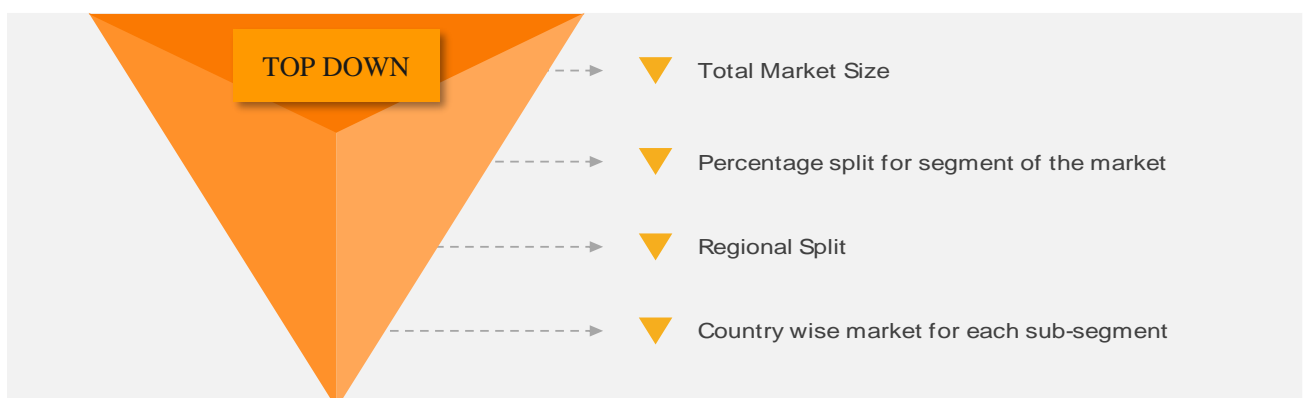 TOP DOWN
Total Market Size
Percentage split for segment of the market
Regional Split
Country wise market for each sub-segment